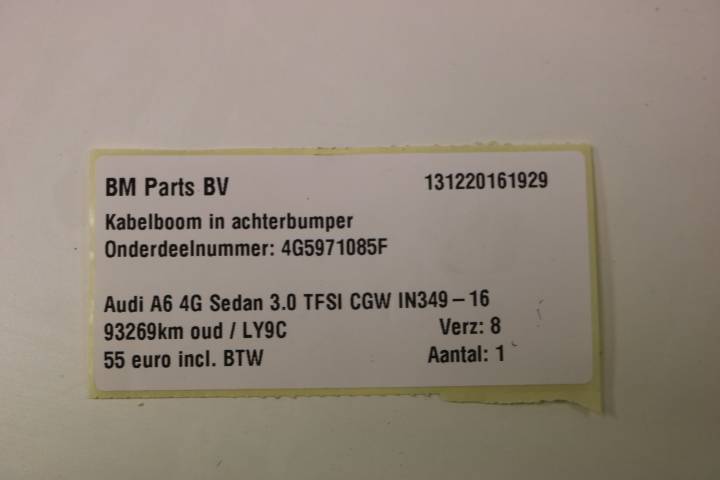 BM Parts BV 131220161929
Kabelboom in achterbumper
Onderdeelnummer: 4G5971085F
Audi A6 4G Sedan 3.0 TFSI CGW IN349 – 16
93269km oud / LY9C Verz: 8
55 euro incl. BTW Aantal: 1